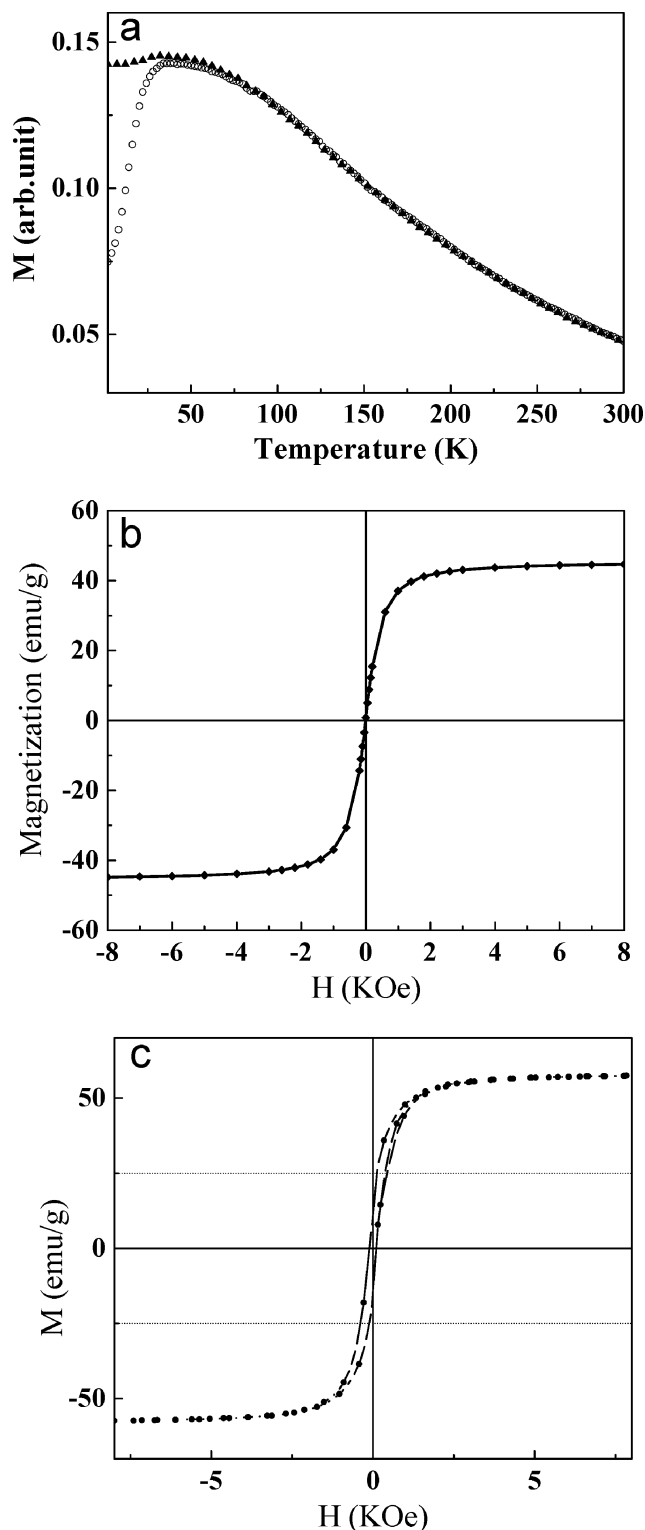 a
0.15
0.10
0.05
M (arb.unit)
50 100 150 200 250 300
Temperature (K)
b
60
40
20
0
-20
-40
-60
Magnetization (emu/g)
-8 -6 -4 -2 0 2 4 6 8
H (KOe)
c
50
0
-50
M (emu/g)
-5 0 5
H (KOe)